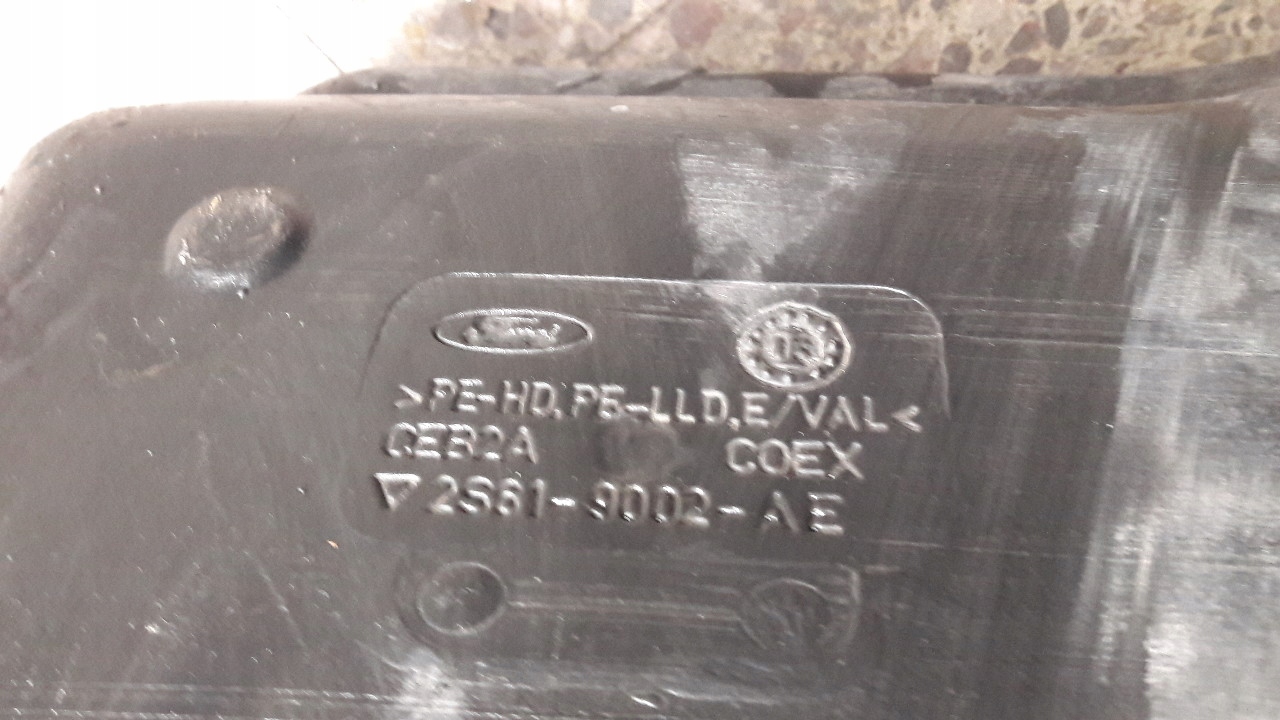 Ford
03
>PE-HD,PE-LLD,E/VAL<
CEB2A COEX
2S61-9002-AE